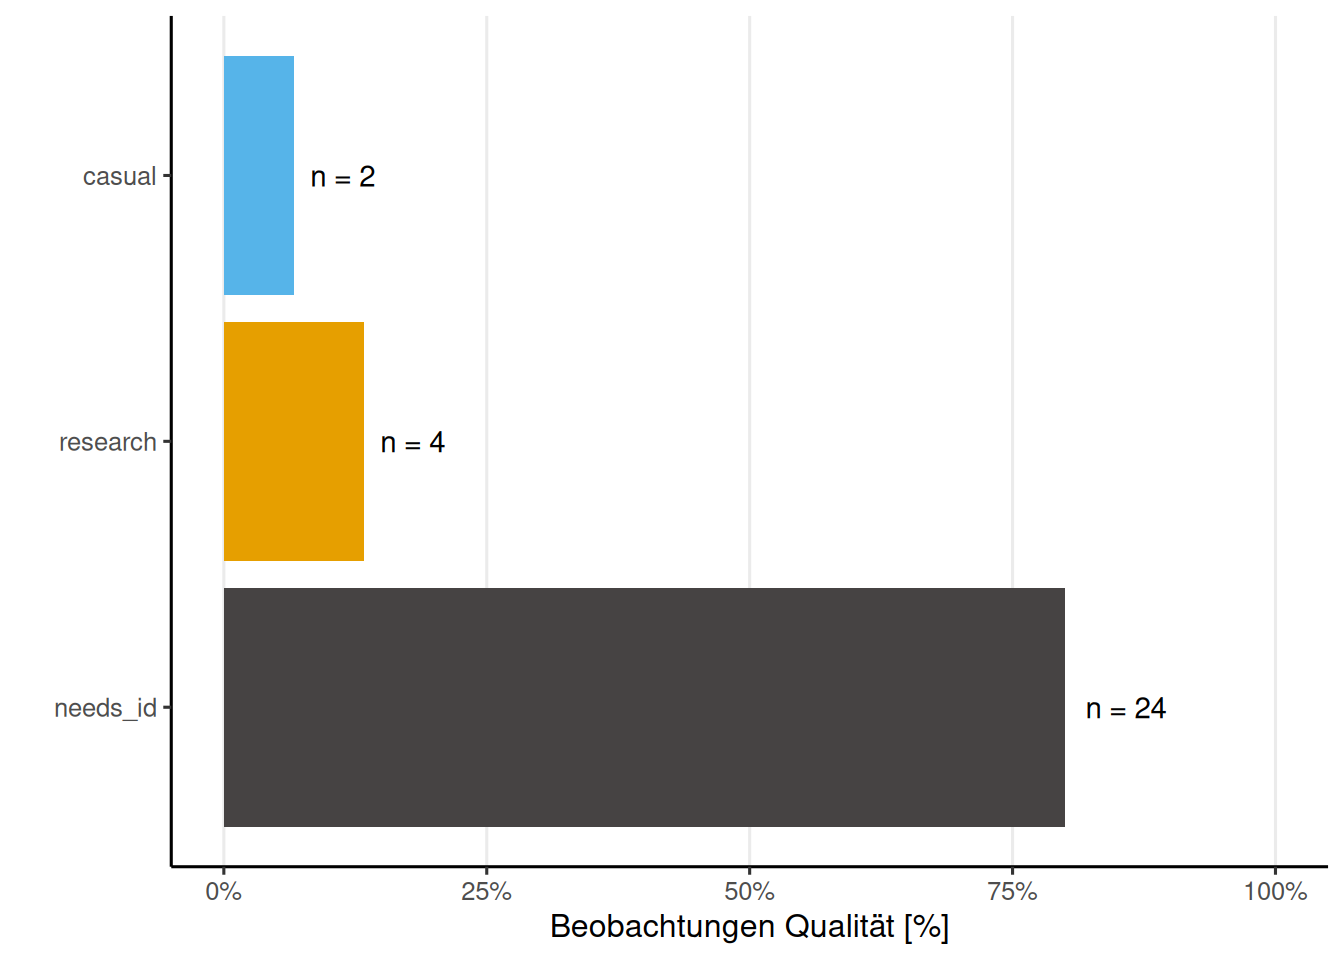 casual
n = 2
research
n = 4
needs_id
n = 24
0% 25% 50% 75% 100%
Beobachtungen Qualität [%]